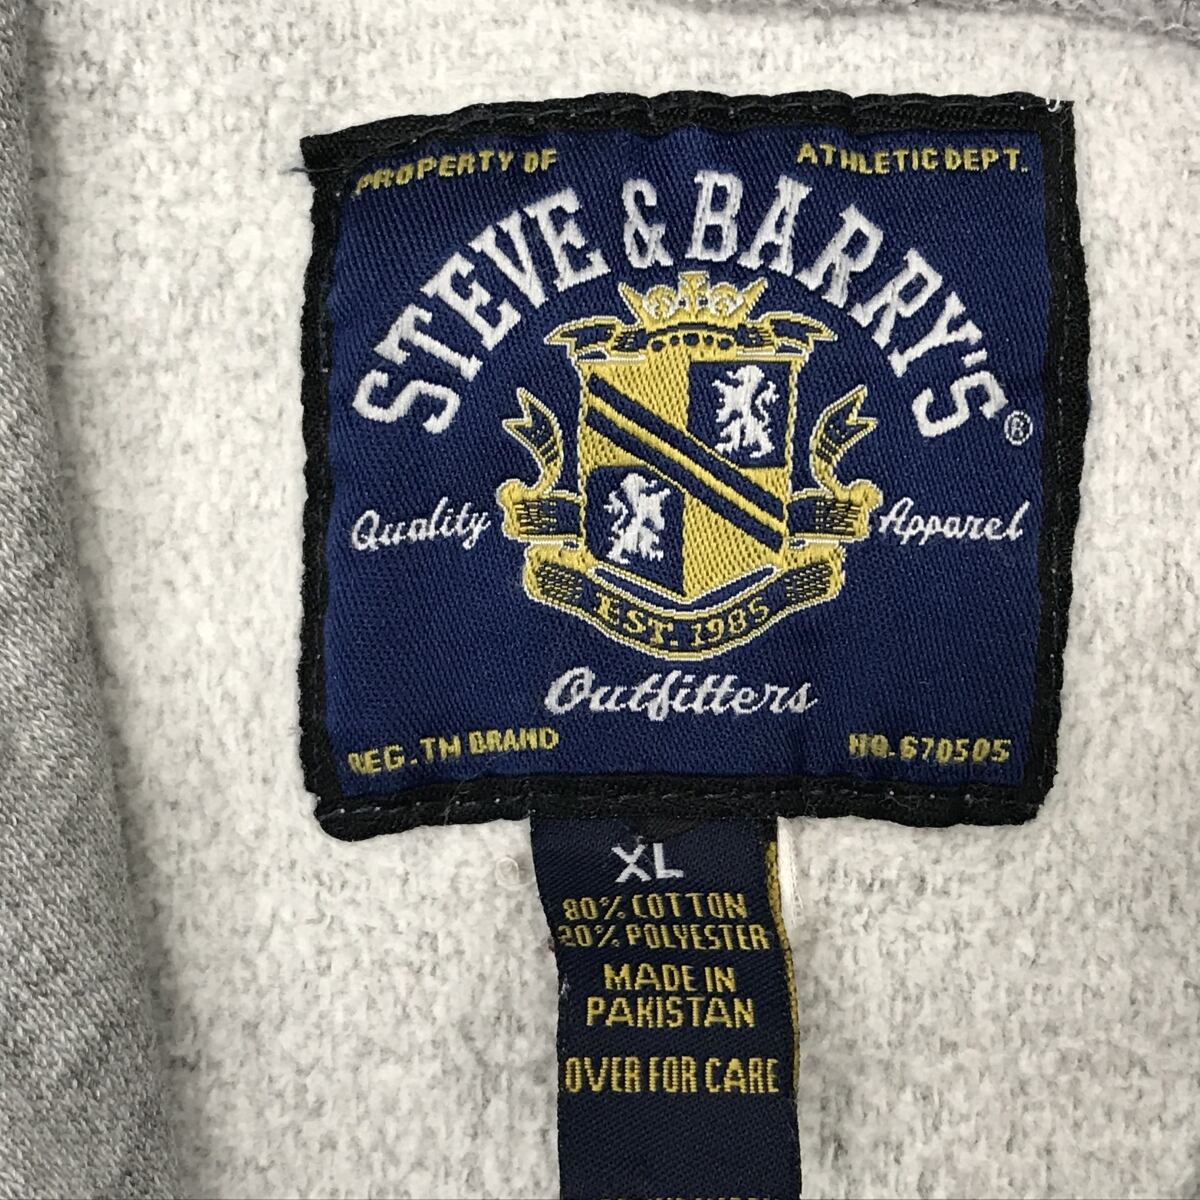 PROPERTY OF ATHLETIC DEPT.
STEVE & BARRY'S ®
Quality Apparel
EST. 1985
Outfitters
REG. TM BRAND HQ. 670505
XL
80% COTTON
20% POLYESTER
MADE IN
PAKISTAN
OVER FOR CARE